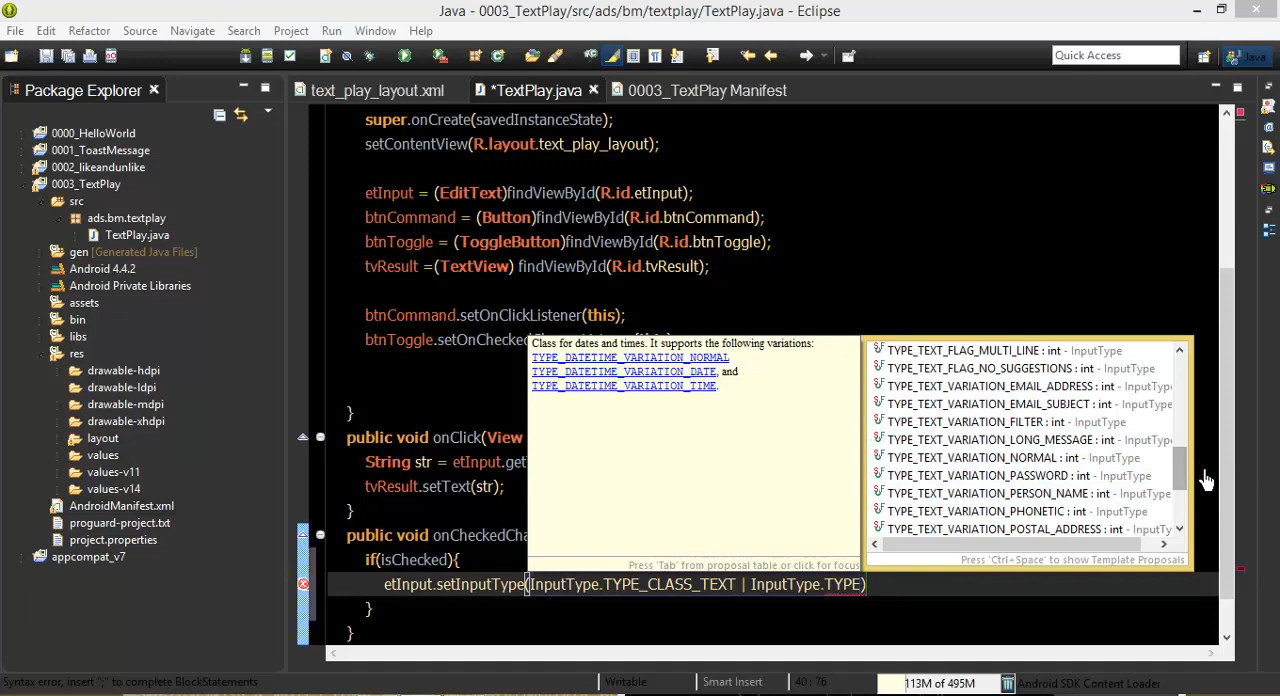 Java - 0003_TextPlay/src/ads/bm/textplay/TextPlay.java - Eclipse
File Edit Refactor Source Navigate Search Project Run Window Help
Quick Access
Java
Package Explorer
text_play_layout.xml
*TextPlay.java
0003_TextPlay Manifest
0000_HelloWorld
0001_ToastMessage
0002_likeandunlike
0003_TextPlay
src
ads.bm.textplay
TextPlay.java
gen [Generated Java Files]
Android 4.4.2
Android Private Libraries
assets
bin
libs
res
drawable-hdpi
drawable-ldpi
drawable-mdpi
drawable-xhdpi
layout
values
values-v11
values-v14
AndroidManifest.xml
proguard-project.txt
project.properties
appcompat_v7
super.onCreate(savedInstanceState);
setContentView(R.layout.text_play_layout);
etInput = (EditText)findViewById(R.id.etInput);
btnCommand = (Button)findViewById(R.id.btnCommand);
btnToggle = (ToggleButton)findViewById(R.id.btnToggle);
tvResult =(TextView) findViewById(R.id.tvResult);
btnCommand.setOnClickListener(this);
btnToggle.setOnChecked
}
public void onClick(View
String str = etInput.get
tvResult.setText(str);
}
public void onCheckedCha
if(isChecked){
etInput.setInputType(InputType.TYPE_CLASS_TEXT | InputType.TYPE)
}
}
Class for dates and times. It supports the following variations:
TYPE_DATETIME_VARIATION_NORMAL
TYPE_DATETIME_VARIATION_DATE, and
TYPE_DATETIME_VARIATION_TIME.
Press 'Tab' from proposal table or click for focus
TYPE_TEXT_FLAG_MULTI_LINE : int - InputType
TYPE_TEXT_FLAG_NO_SUGGESTIONS : int - InputType
TYPE_TEXT_VARIATION_EMAIL_ADDRESS : int - InputType
TYPE_TEXT_VARIATION_EMAIL_SUBJECT : int - InputType
TYPE_TEXT_VARIATION_FILTER : int - InputType
TYPE_TEXT_VARIATION_LONG_MESSAGE : int - InputType
TYPE_TEXT_VARIATION_NORMAL : int - InputType
TYPE_TEXT_VARIATION_PASSWORD : int - InputType
TYPE_TEXT_VARIATION_PERSON_NAME : int - InputType
TYPE_TEXT_VARIATION_PHONETIC : int - InputType
TYPE_TEXT_VARIATION_POSTAL_ADDRESS : int - InputTy
Press 'Ctrl+Space' to show Template Proposals
Syntax error, insert ";" to complete BlockStatements
Writable
Smart Insert
40 : 76
113M of 495M
Android SDK Content Loader